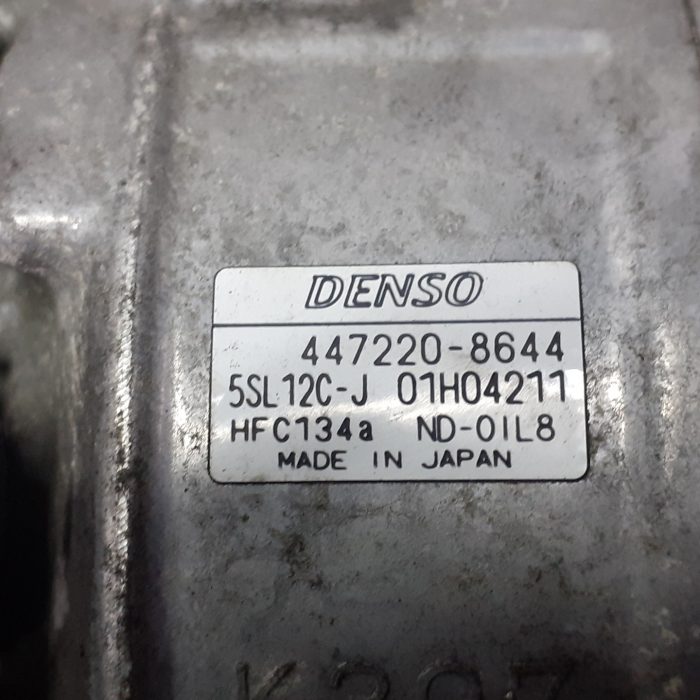 DENSO
447220-8644
5SL12C-J 01H04211
HFC134a ND-OIL8
MADE IN JAPAN